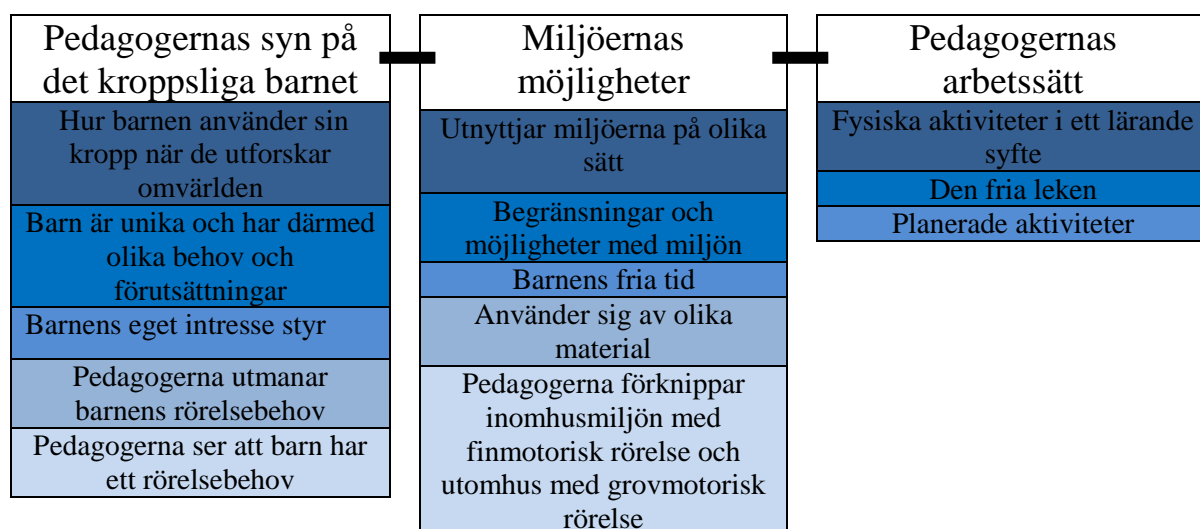 Pedagogernas syn på
det kroppsliga barnet
Hur barnen använder sin
kropp när de utforskar
omvärlden
Barn är unika och har därmed
olika behov och
förutsättningar
Barnens eget intresse styr
Pedagogerna utmanar
barnens rörelsebehov
Pedagogerna ser att barn har
ett rörelsebehov
Miljöernas
möjligheter
Utnyttjar miljöerna på olika
sätt
Begränsningar och
möjligheter med miljön
Barnens fria tid
Använder sig av olika
material
Pedagogerna förknippar
inomhusmiljön med
finmotorisk rörelse och
utomhus med grovmotorisk
rörelse
Pedagogernas
arbetssätt
Fysiska aktiviteter i ett lärande
syfte
Den fria leken
Planerade aktiviteter